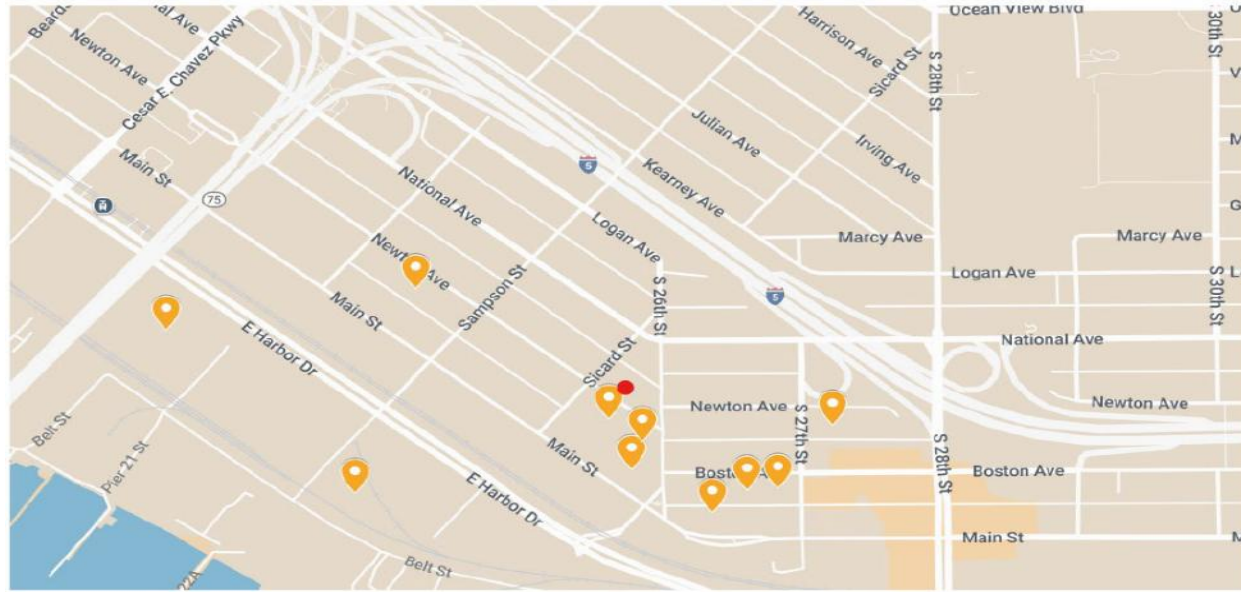 Ocean View Blvd
S 30th St
Harrison Ave
Sicard St
S 28th St
Newton Ave
Cesar E. Chavez Pkwy
Julian Ave
Irving Ave
Main St
5
Kearney Ave
75
National Ave
Logan Ave
Marcy Ave
Marcy Ave
Newton Ave
Sampson St
Logan Ave
S 26th St
S 30th St
Main St
5
E Harbor Dr
National Ave
Sicard St
Newton Ave
Newton Ave
S 27th St
Belt St
Pier 21 St
Main St
S 28th St
Boston Ave
Boston Ave
E Harbor Dr
Main St
Belt St
22A